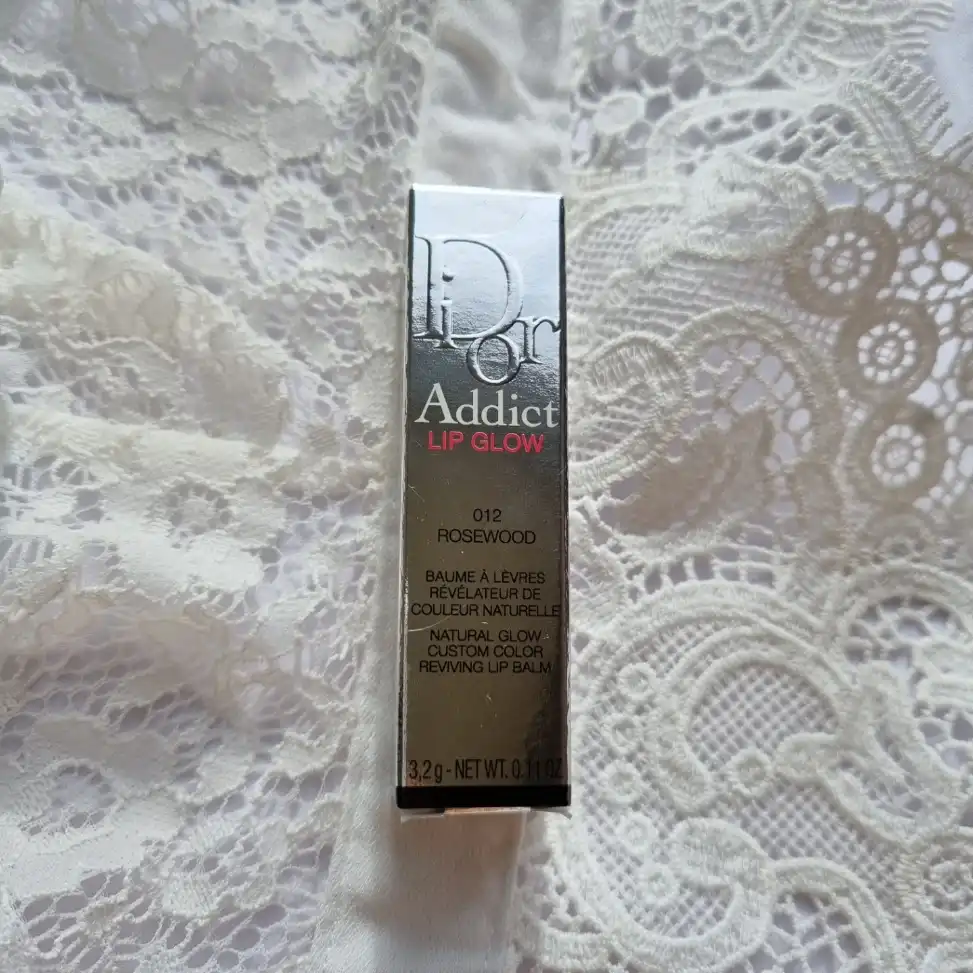 Dior
Addict
LIP GLOW
012
ROSEWOOD
BAUME À LÈVRES
RÉVÉLATEUR DE
COULEUR NATURELLE
NATURAL GLOW
CUSTOM COLOR
REVIVING LIP BALM
3,2 g - NET WT. 0.11 OZ